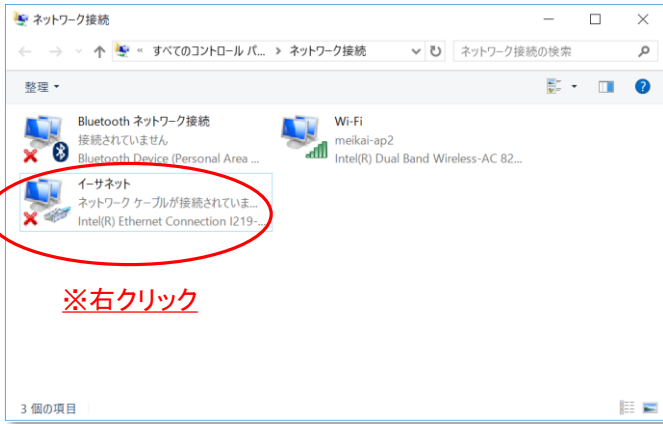 ネットワーク接続
すべてのコントロール パ... ネットワーク接続
ネットワーク接続の検索
整理
Bluetooth ネットワーク接続
接続されていません
Bluetooth Device (Personal Area ...
Wi-Fi
meikai-ap2
Intel(R) Dual Band Wireless-AC 82...
イーサネット
ネットワーク ケーブルが接続されていま...
Intel(R) Ethernet Connection I219-...
※右クリック
3 個の項目